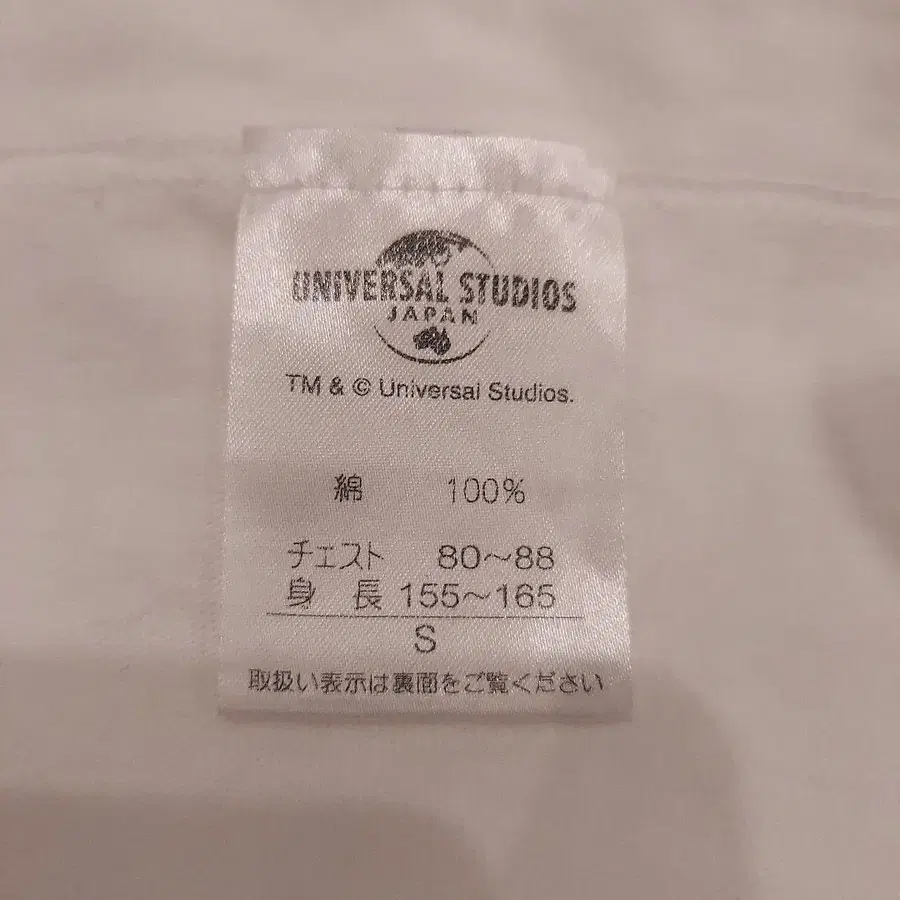 UNIVERSAL STUDIOS
JAPAN
TM & © Universal Studios.
綿 100%
チェスト 80～88
身 長 155～165
S
取扱い表示は裏面をご覧ください